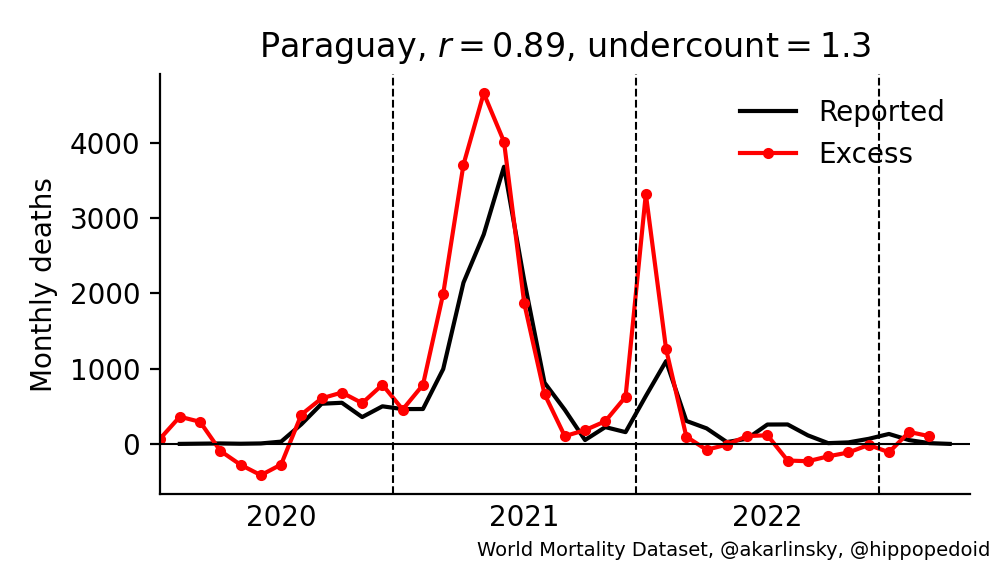 Paraguay, r = 0.89, undercount = 1.3
Monthly deaths
4000
3000
2000
1000
0
Reported
Excess
2020
2021
2022
World Mortality Dataset, @akarlinsky, @hippopedoid